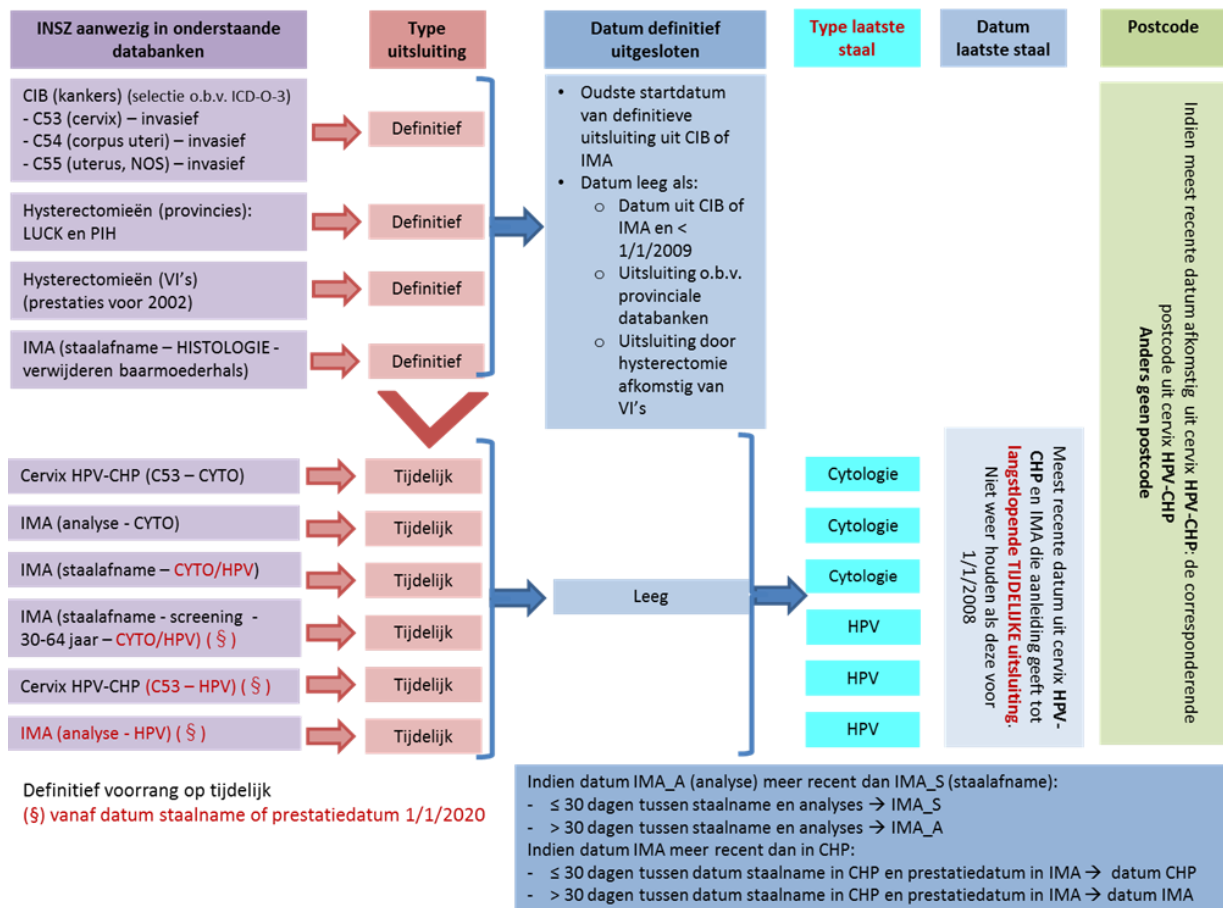 INSZ aanwezig in onderstaande
databanken
Type
uitsluiting
Datum definitief
uitgesloten
Type laatste
staal
Datum
laatste staal
Postcode
CIB (kankers) (selectie o.b.v. ICD-O-3)
- C53 (cervix) – invasief
- C54 (corpus uteri) – invasief
- C55 (uterus, NOS) – invasief
Definitief
Hysterectomieën (provincies):
LUCK en PIH
Definitief
Hysterectomieën (VI's)
(prestaties voor 2002)
Definitief
IMA (staalafname – HISTOLOGIE -
verwijderen baarmoederhals)
Definitief
• Oudste startdatum
van definitieve
uitsluiting uit CIB of
IMA
• Datum leeg als:
o Datum uit CIB of
IMA en <
1/1/2009
o Uitsluiting o.b.v.
provinciale
databanken
o Uitsluiting door
hysterectomie
afkomstig van
VI's
Cervix HPV-CHP (C53 – CYTO)
Tijdelijk
IMA (analyse - CYTO)
Tijdelijk
IMA (staalafname – CYTO/HPV)
Tijdelijk
IMA (staalafname - screening -
30-64 jaar – CYTO/HPV) ( § )
Tijdelijk
Cervix HPV-CHP (C53 – HPV) ( § )
Tijdelijk
IMA (analyse - HPV) ( § )
Tijdelijk
Leeg
Cytologie
Cytologie
Cytologie
HPV
HPV
HPV
Meest recente datum uit cervix HPV-
CHP en IMA die aanleiding geeft tot
langstlopende TIJDELIJKE uitsluiting.
Niet weer houden als deze voor
1/1/2008
Indien meest recente datum afkomstig uit cervix HPV-CHP: de corresponderende
postcode uit cervix HPV-CHP
Anders geen postcode
Definitief voorrang op tijdelijk
(§) vanaf datum staalname of prestatiedatum 1/1/2020
Indien datum IMA_A (analyse) meer recent dan IMA_S (staalafname):
- ≤ 30 dagen tussen staalname en analyses → IMA_S
- > 30 dagen tussen staalname en analyses → IMA_A
Indien datum IMA meer recent dan in CHP:
- ≤ 30 dagen tussen datum staalname in CHP en prestatiedatum in IMA → datum CHP
- > 30 dagen tussen datum staalname in CHP en prestatiedatum in IMA → datum IMA